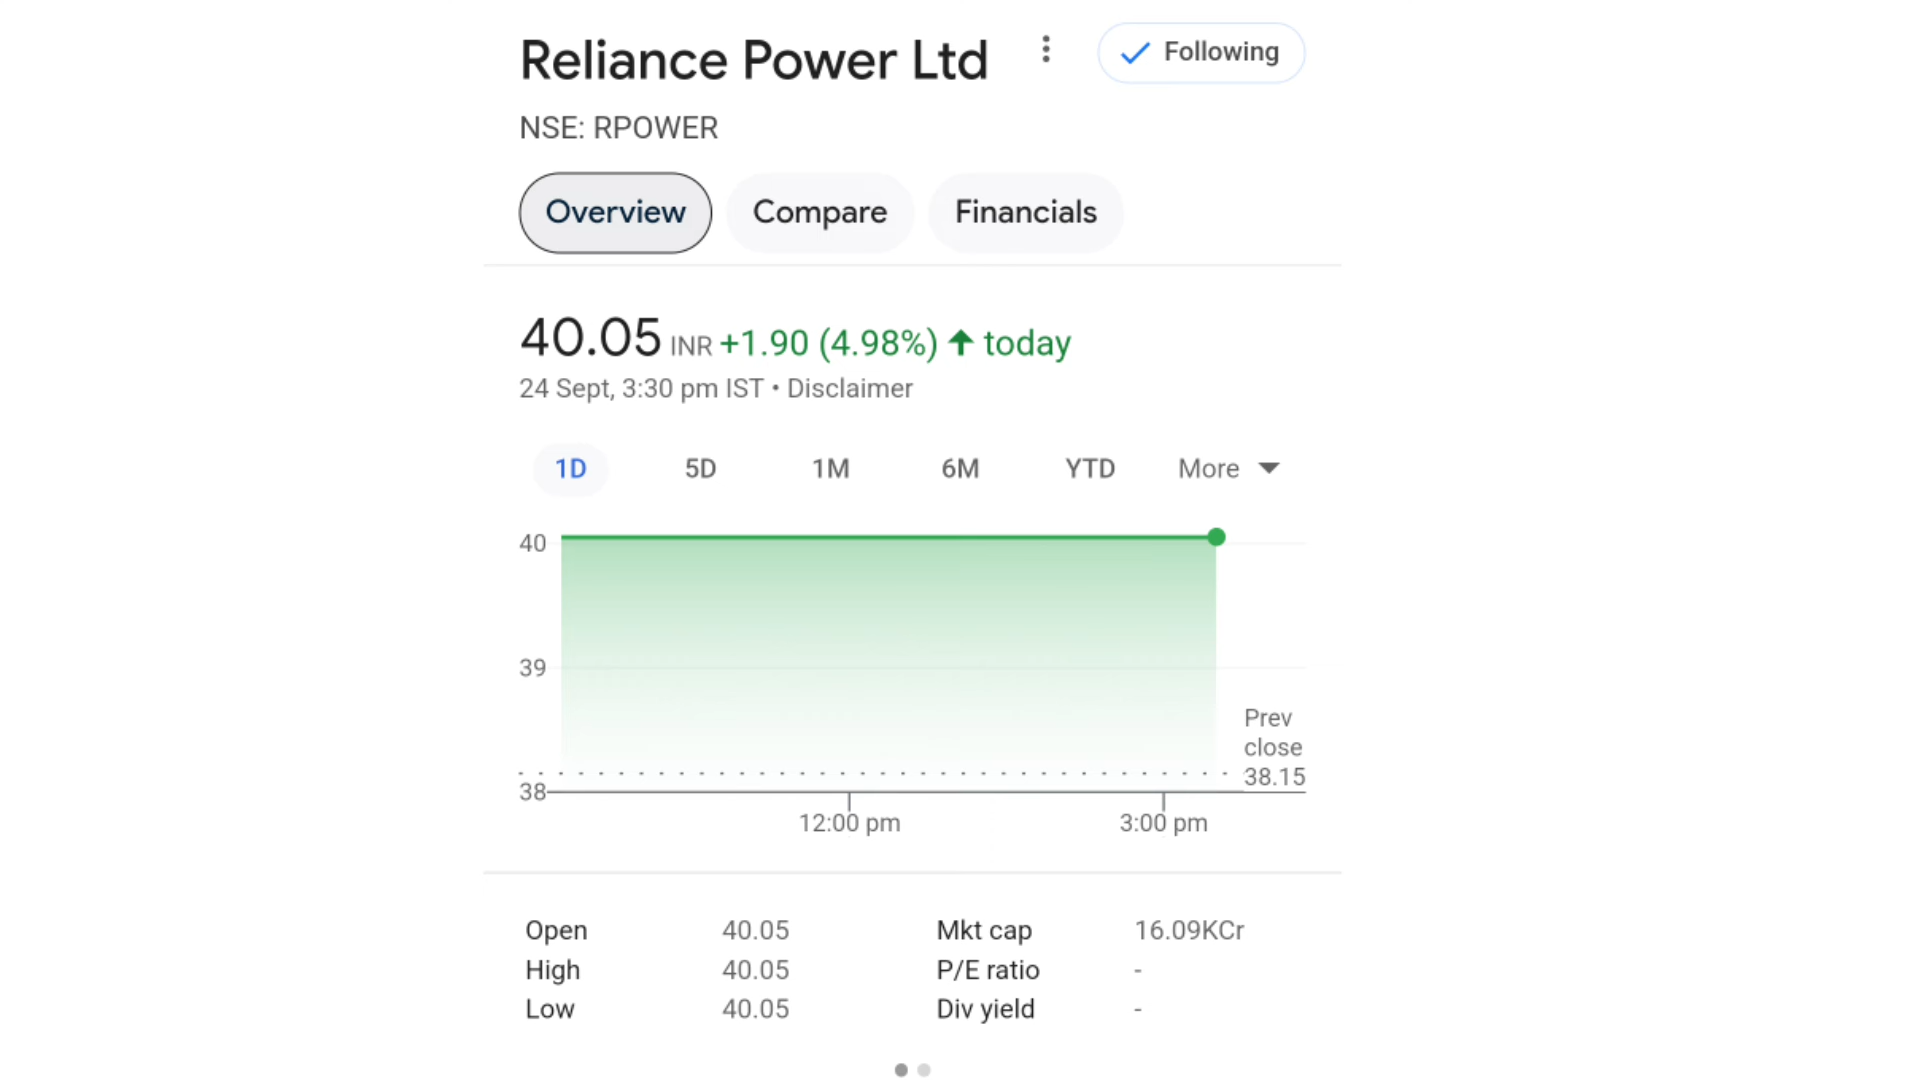 Reliance Power Ltd
Following
NSE: RPOWER
Overview
Compare
Financials
40.05 INR +1.90 (4.98%) ↑ today
24 Sept, 3:30 pm IST • Disclaimer
1D 5D 1M 6M YTD More
40
39
38
Prev
close
38.15
12:00 pm 3:00 pm
Open 40.05 Mkt cap 16.09KCr
High 40.05 P/E ratio -
Low 40.05 Div yield -